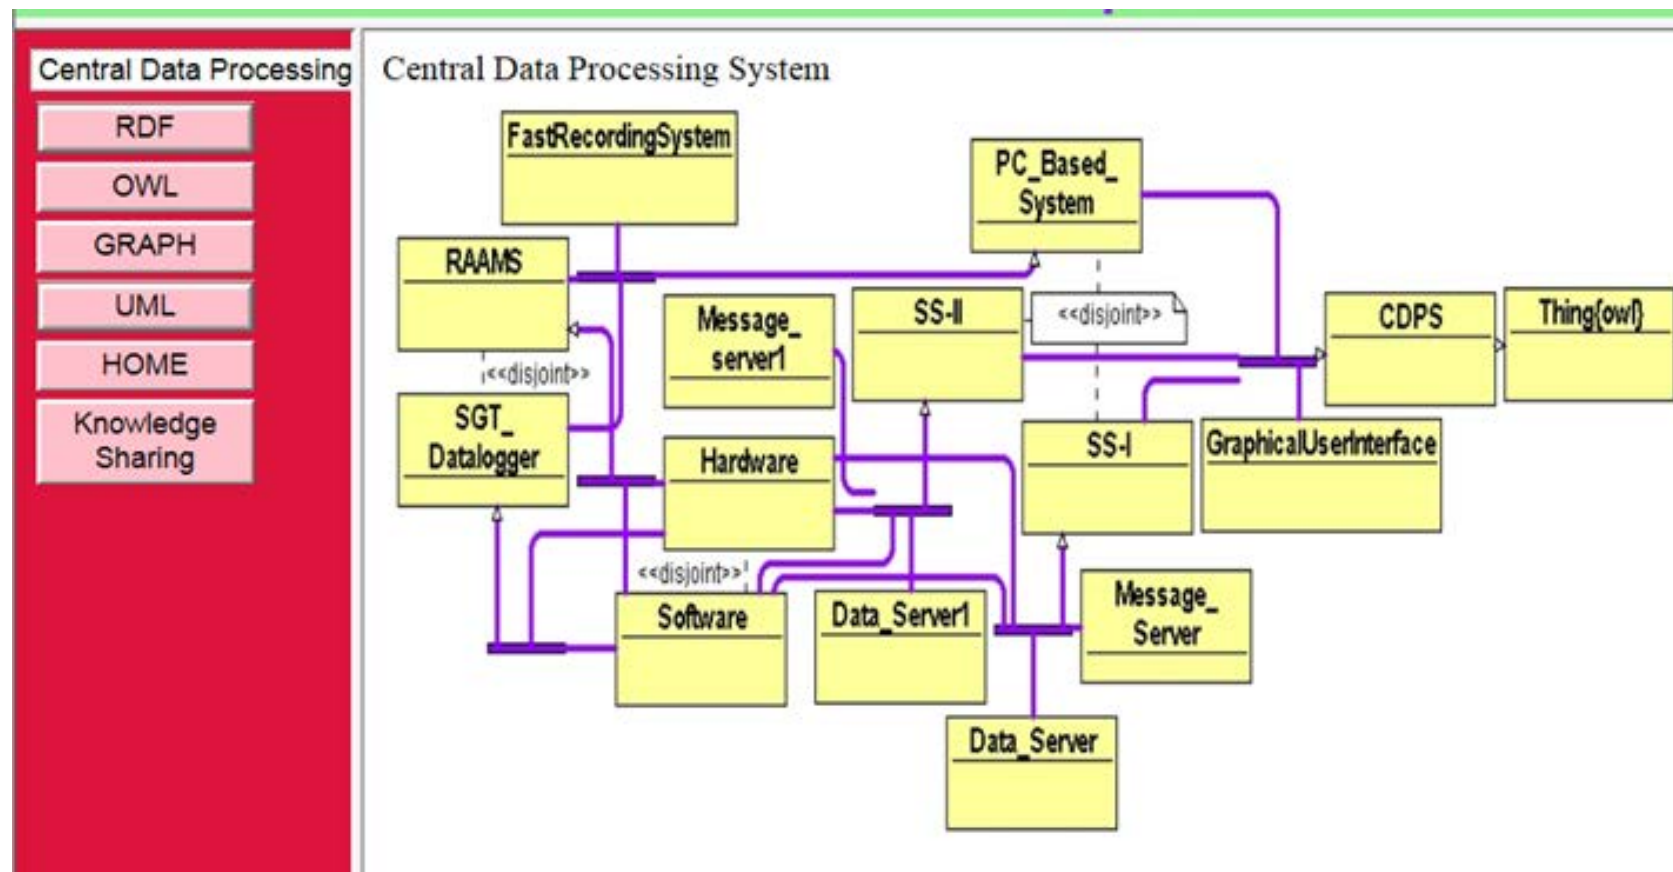 Central Data Processing
RDF
OWL
GRAPH
UML
HOME
Knowledge
Sharing
Central Data Processing System
FastRecordingSystem
PC_Based_
System
RAAMS
Message_
server1
SS-II
<<disjoint>>
CDPS
Thing{owl}
<<disjoint>>
SGT_
Datalogger
Hardware
SS-I
GraphicalUserInterface
<<disjoint>>
Software
Data_Server1
Message_
Server
Data_Server